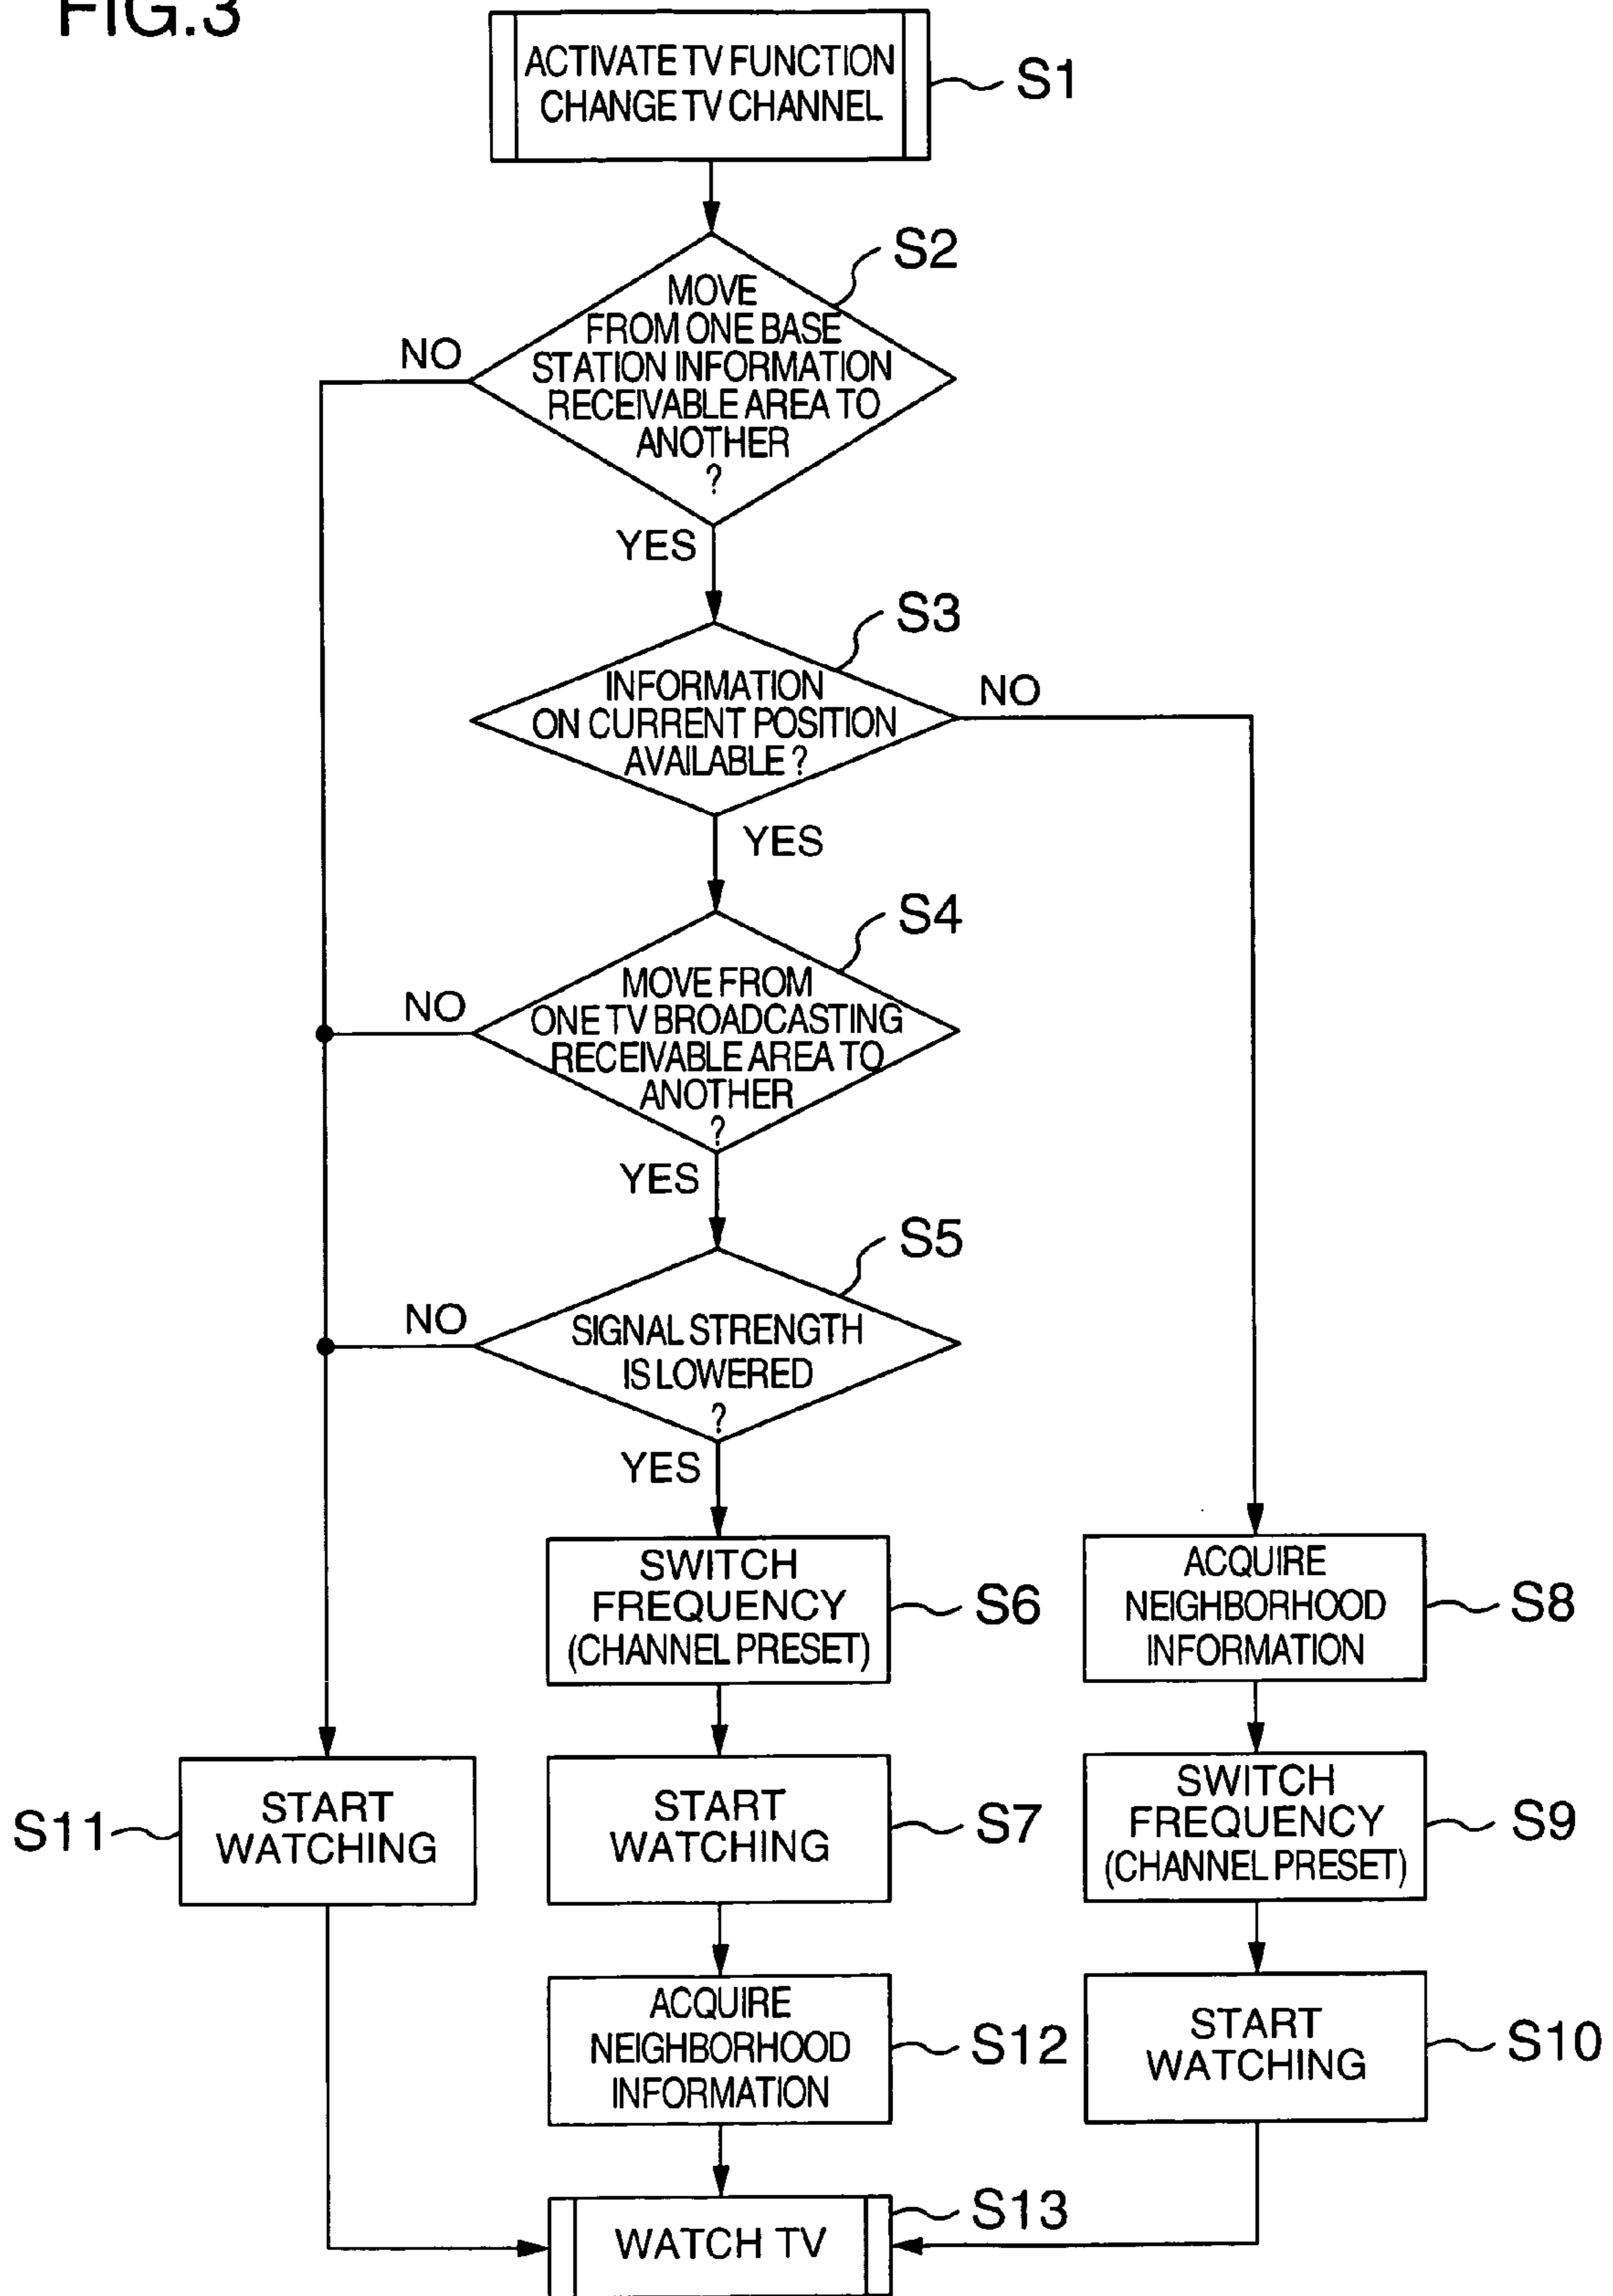 FIG.3
ACTIVATE TV FUNCTION
CHANGE TV CHANNEL
S1
S2
MOVE
FROM ONE BASE
STATION INFORMATION
RECEIVABLE AREA TO
ANOTHER
?
NO
YES
S3
INFORMATION
ON CURRENT POSITION
AVAILABLE ?
NO
YES
S4
MOVE FROM
ONE TV BROADCASTING
RECEIVABLE AREA TO
ANOTHER
?
NO
YES
S5
SIGNAL STRENGTH
IS LOWERED
?
NO
YES
SWITCH
FREQUENCY
(CHANNEL PRESET)
S6
ACQUIRE
NEIGHBORHOOD
INFORMATION
S8
S11
START
WATCHING
START
WATCHING
S7
SWITCH
FREQUENCY
(CHANNEL PRESET)
S9
ACQUIRE
NEIGHBORHOOD
INFORMATION
S12
START
WATCHING
S10
WATCH TV
S13